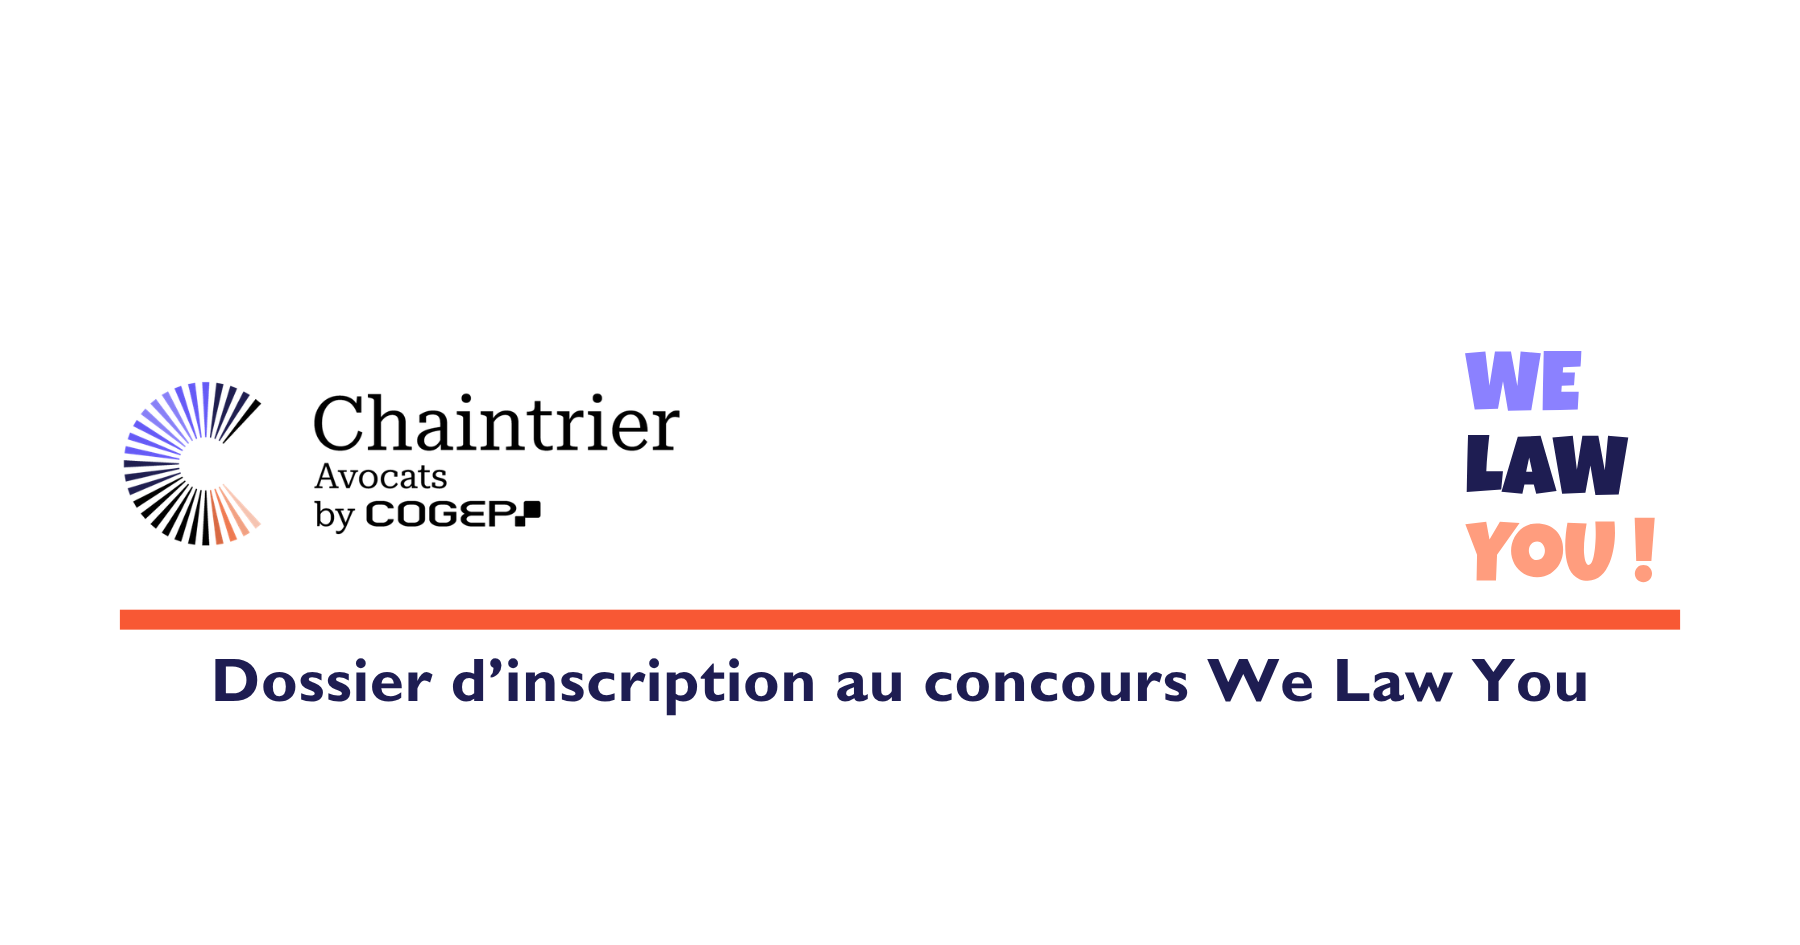 Chaintrier
Avocats
by COGEP
WE
LAW
YOU !
Dossier d’inscription au concours We Law You